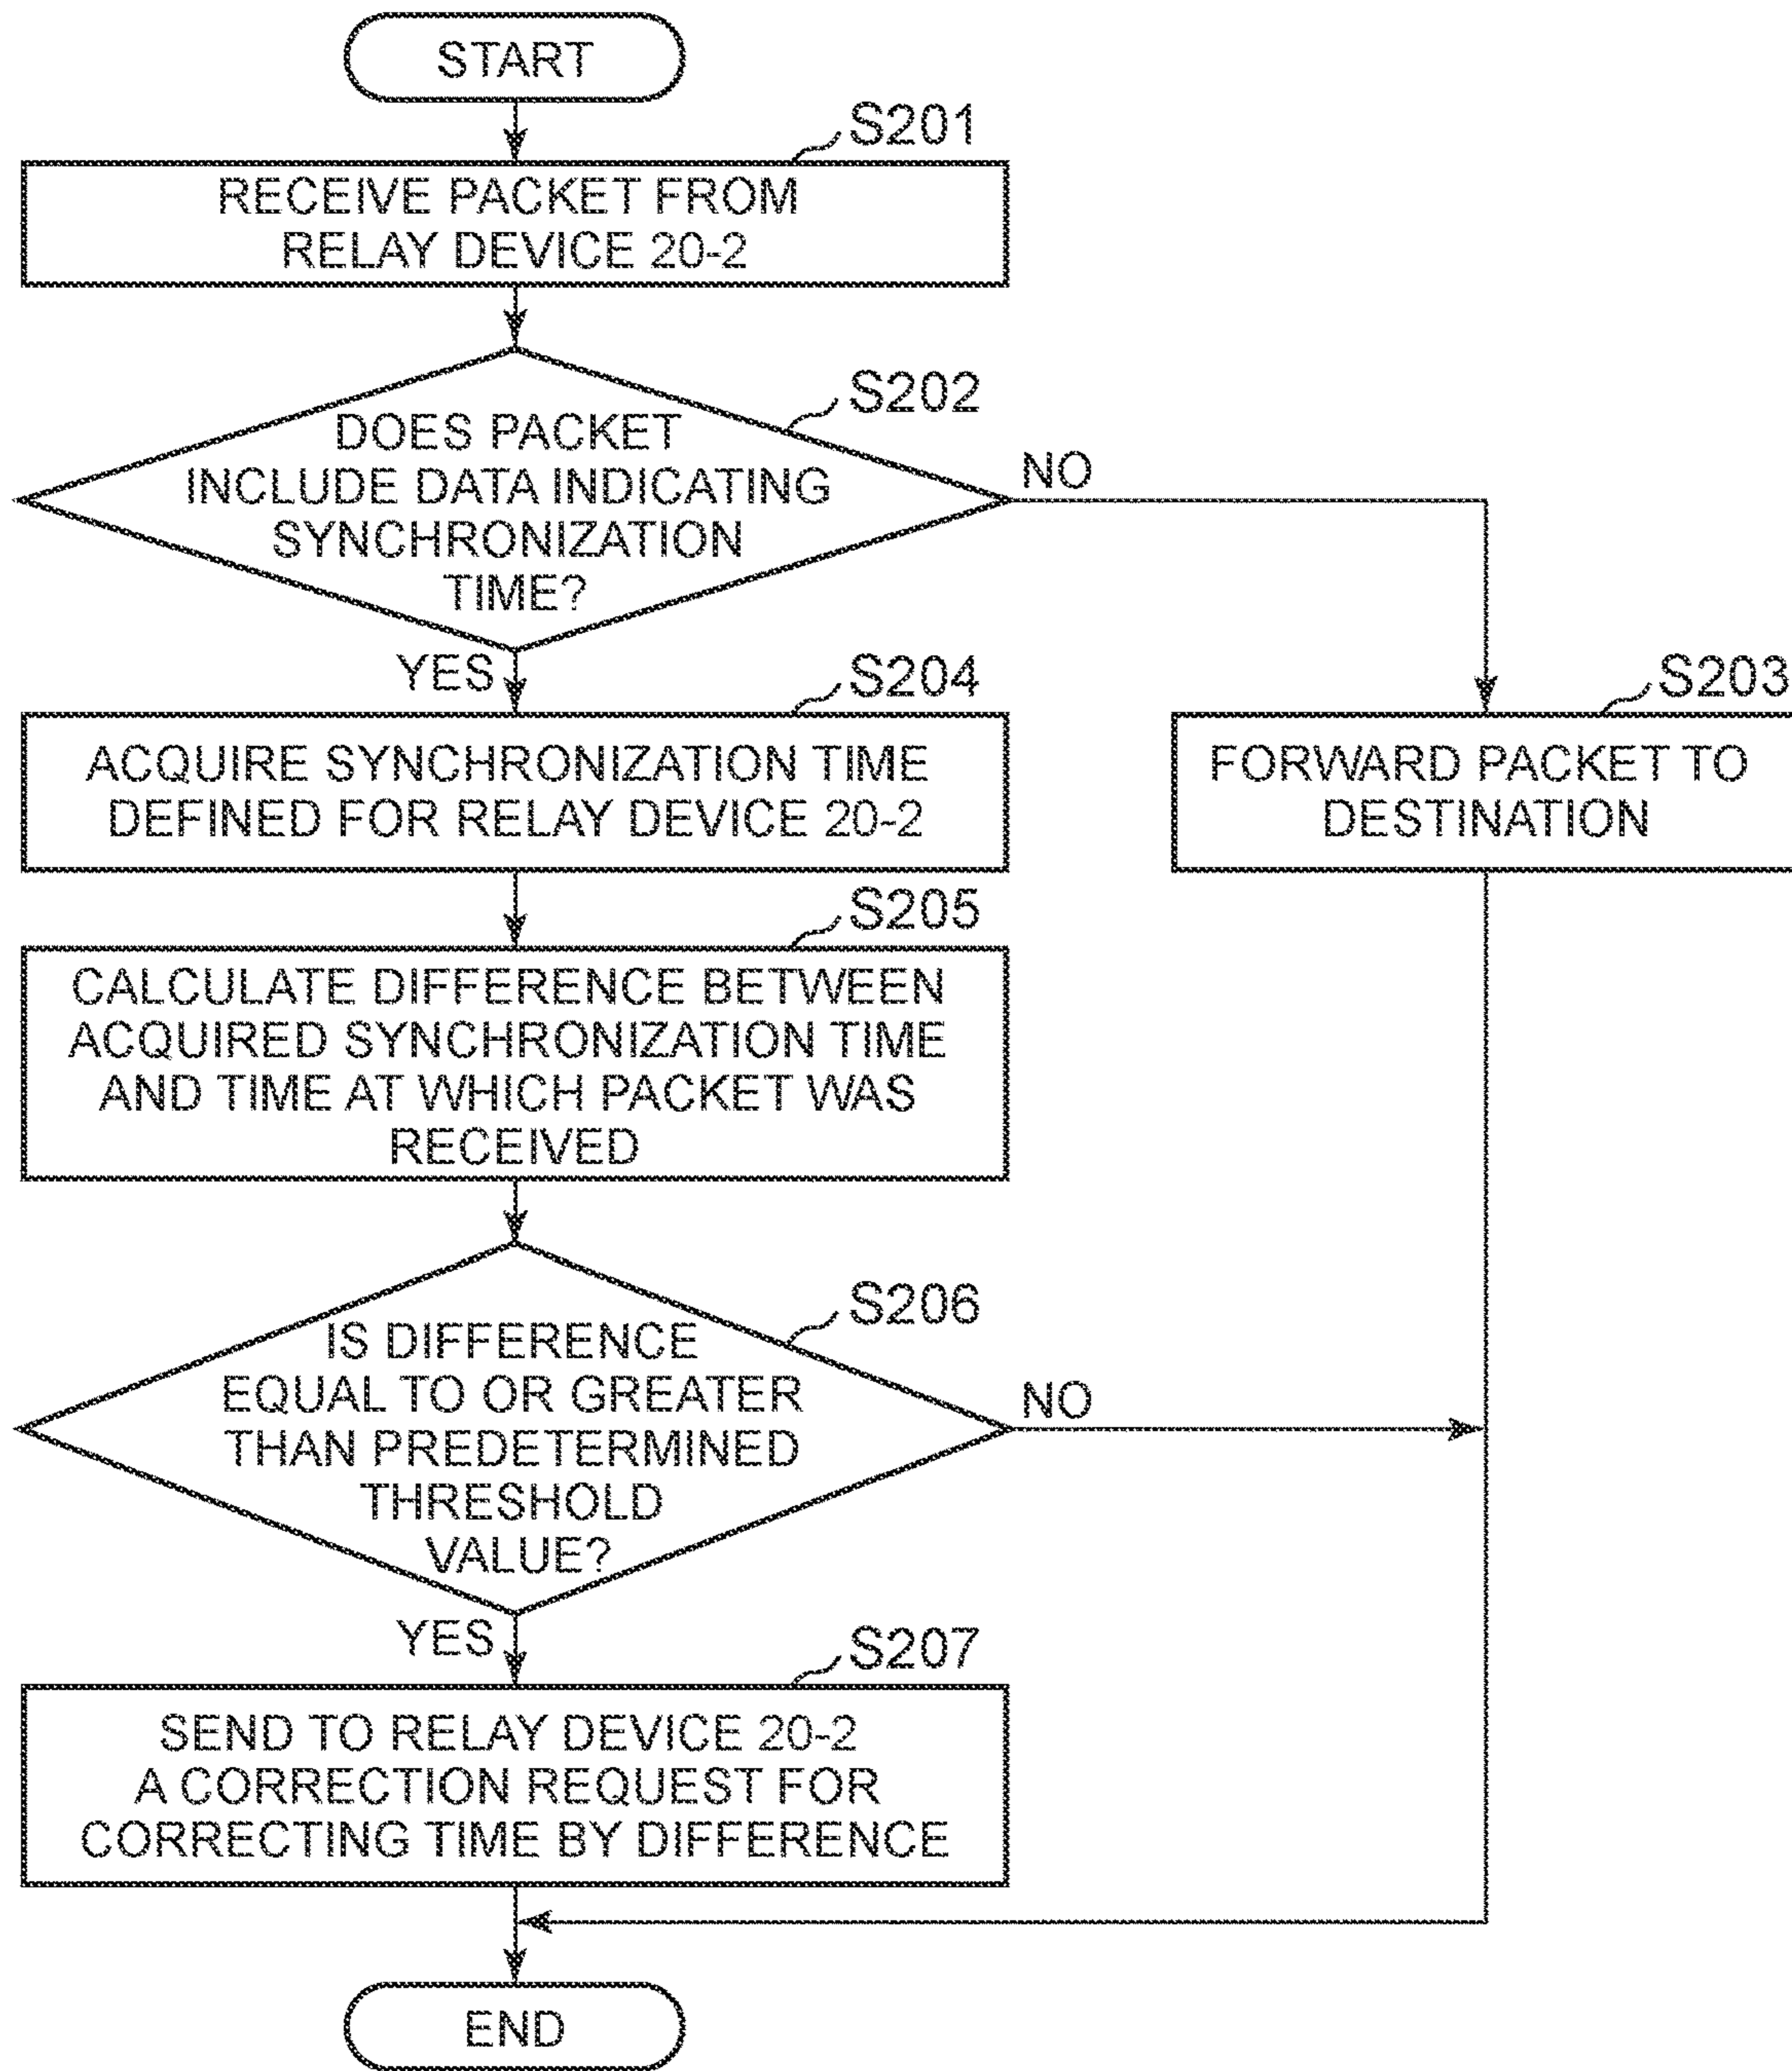 START
S201
RECEIVE PACKET FROM
RELAY DEVICE 20-2
S202
DOES PACKET
INCLUDE DATA INDICATING
SYNCHRONIZATION
TIME?
NO
YES
S204
ACQUIRE SYNCHRONIZATION TIME
DEFINED FOR RELAY DEVICE 20-2
S203
FORWARD PACKET TO
DESTINATION
S205
CALCULATE DIFFERENCE BETWEEN
ACQUIRED SYNCHRONIZATION TIME
AND TIME AT WHICH PACKET WAS
RECEIVED
S206
IS DIFFERENCE
EQUAL TO OR GREATER
THAN PREDETERMINED
THRESHOLD
VALUE?
NO
YES
S207
SEND TO RELAY DEVICE 20-2
A CORRECTION REQUEST FOR
CORRECTING TIME BY DIFFERENCE
END